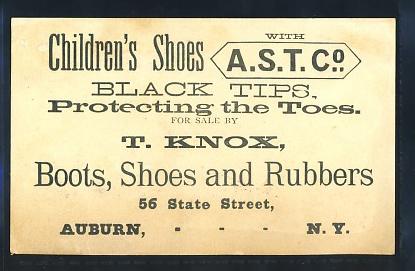 Children's Shoes WITH A.S.T. Co.
BLACK TIPS,
Protecting the Toes.
FOR SALE BY
T. KNOX,
Boots, Shoes and Rubbers
56 State Street,
AUBURN, - - - N. Y.